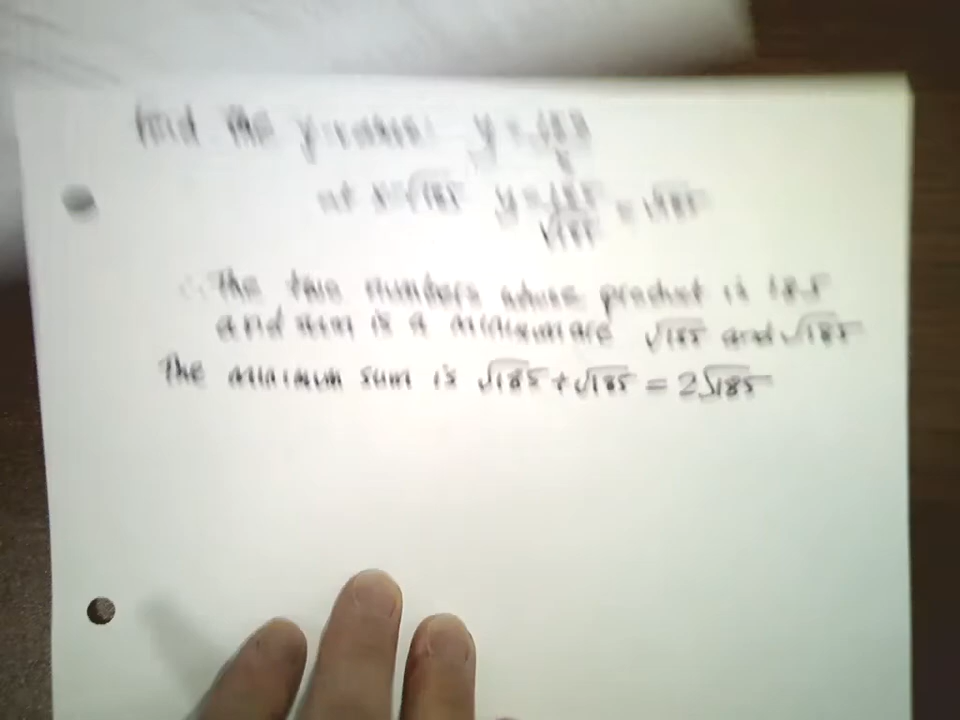 find the y-values: y = 185/x
at x = √185 y = 185/√185 = √185
∴ The two numbers whose product is 185
and sum is a minimum are √185 and √185
The minimum sum is √185 + √185 = 2√185